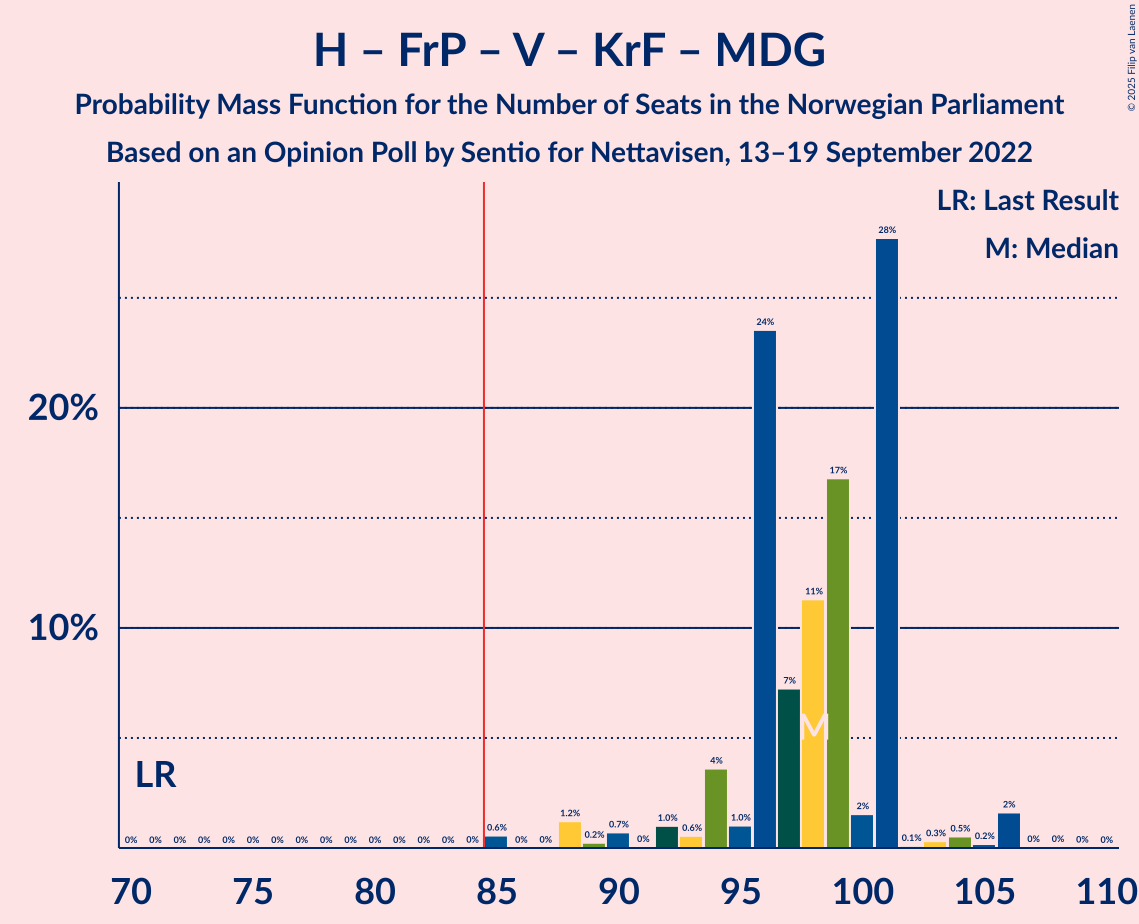 H – FrP – V – KrF – MDG
Probability Mass Function for the Number of Seats in the Norwegian Parliament
Based on an Opinion Poll by Sentio for Nettavisen, 13–19 September 2022
© 2025 Filip van Laenen
LR: Last Result
M: Median
20%
10%
LR
M
0% 0% 0% 0% 0% 0% 0% 0% 0% 0% 0% 0% 0% 0% 0% 0.6% 0% 0% 1.2% 0.2% 0.7% 0% 1.0% 0.6% 4% 1.0% 24% 7% 11% 17% 2% 28% 0.1% 0.3% 0.5% 0.2% 2% 0% 0% 0% 0%
70 75 80 85 90 95 100 105 110